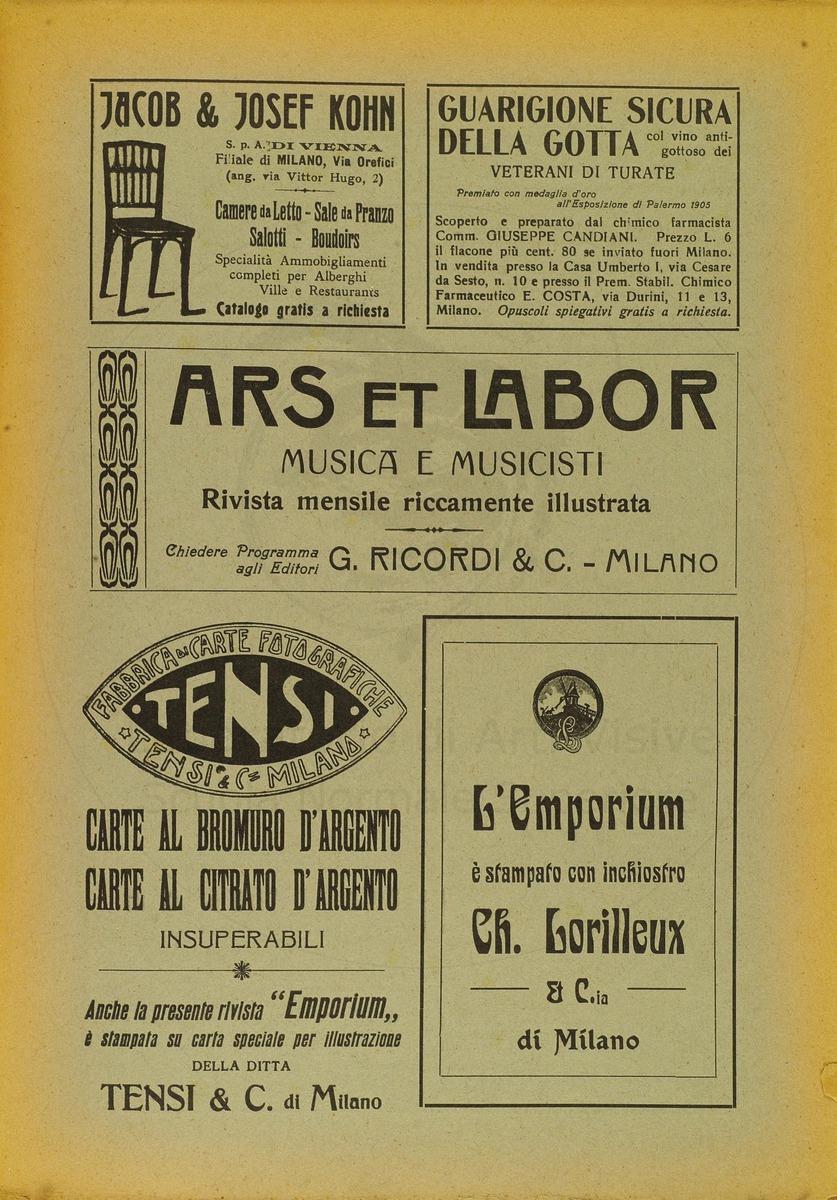 JACOB & JOSEF KOHN
S. p. A. DI VIENNA
Filiale di MILANO, Via Orefici
(ang. via Vittor Hugo, 2)
Camere da Letto - Sale da Pranzo
Salotti - Boudoirs
Specialità Ammobigliamenti
completi per Alberghi
Ville e Restaurants
Catalogo gratis a richiesta
GUARIGIONE SICURA
DELLA GOTTA col vino anti-
gottoso dei
VETERANI DI TURATE
Premiato con medaglia d'oro
all'Esposizione di Palermo 1905
Scoperto e preparato dal chimico farmacista
Comm. GIUSEPPE CANDIANI. Prezzo L. 6
il flacone più cent. 80 se inviato fuori Milano.
In vendita presso la Casa Umberto I, via Cesare
da Sesto, n. 10 e presso il Prem. Stabil. Chimico
Farmaceutico E. COSTA, via Durini, 11 e 13,
Milano. Opuscoli spiegativi gratis a richiesta.
ARS ET LABOR
MUSICA E MUSICISTI
Rivista mensile riccamente illustrata
Chiedere Programma
agli Editori G. RICORDI & C. - MILANO
FABBRICA DI CARTE FOTOGRAFICHE
TENSI
TENSI & C. MILANO
CARTE AL BROMURO D'ARGENTO
CARTE AL CITRATO D'ARGENTO
INSUPERABILI
Anche la presente rivista "Emporium„
è stampata su carta speciale per illustrazione
DELLA DITTA
TENSI & C. di Milano
L'Emporium
è stampato con inchiostro
Ch. Lorilleux
& C.ia
di Milano